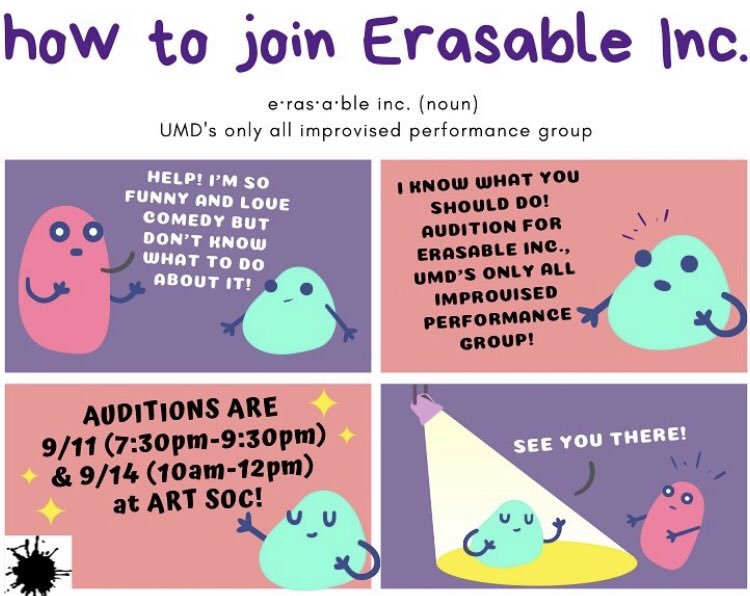 how to join Erasable Inc.
e·ras·a·ble inc. (noun)
UMD's only all improvised performance group
HELP! I'M SO
FUNNY AND LOVE
COMEDY BUT
DON'T KNOW
WHAT TO DO
ABOUT IT!
I KNOW WHAT YOU
SHOULD DO!
AUDITION FOR
ERASABLE INC.,
UMD'S ONLY ALL
IMPROVISED
PERFORMANCE
GROUP!
AUDITIONS ARE
9/11 (7:30pm-9:30pm)
& 9/14 (10am-12pm)
at ART SOC!
SEE YOU THERE!